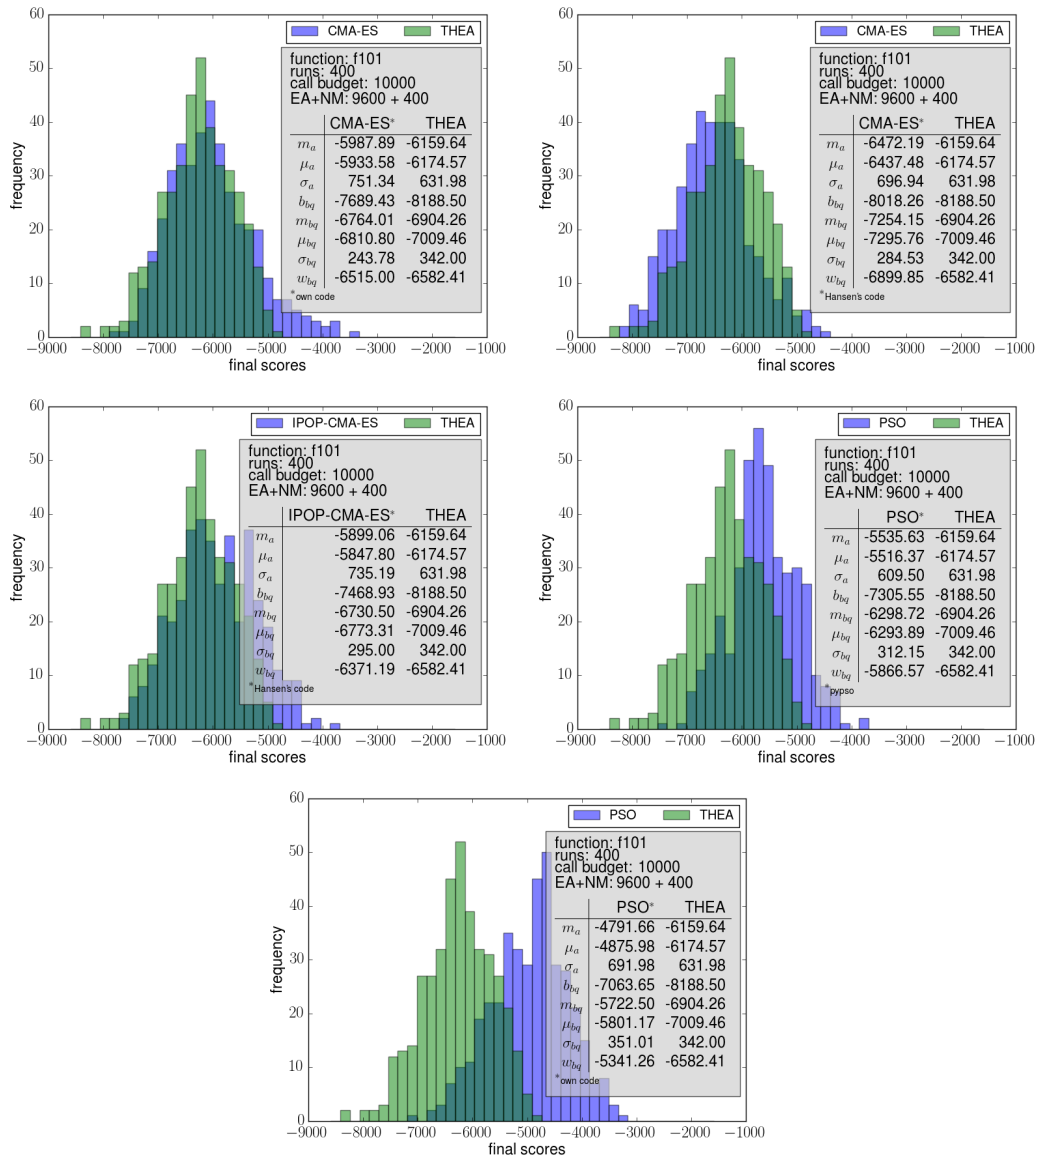 CMA-ES THEA
function: f101
runs: 400
call budget: 10000
EA+NM: 9600 + 400
CMA-ES* THEA
m_a -5987.89 -6159.64
μ_a -5933.58 -6174.57
σ_a 751.34 631.98
b_bq -7689.43 -8188.50
m_bq -6764.01 -6904.26
μ_bq -6810.80 -7009.46
σ_bq 243.78 342.00
w_bq -6515.00 -6582.41
*own code
frequency
0 10 20 30 40 50 60
−9000 −8000 −7000 −6000 −5000 −4000 −3000 −2000 −1000
final scores
CMA-ES THEA
function: f101
runs: 400
call budget: 10000
EA+NM: 9600 + 400
CMA-ES* THEA
m_a -6472.19 -6159.64
μ_a -6437.48 -6174.57
σ_a 696.94 631.98
b_bq -8018.26 -8188.50
m_bq -7254.15 -6904.26
μ_bq -7295.76 -7009.46
σ_bq 284.53 342.00
w_bq -6899.85 -6582.41
*Hansen's code
frequency
0 10 20 30 40 50 60
−9000 −8000 −7000 −6000 −5000 −4000 −3000 −2000 −1000
final scores
IPOP-CMA-ES THEA
function: f101
runs: 400
call budget: 10000
EA+NM: 9600 + 400
IPOP-CMA-ES* THEA
m_a -5899.06 -6159.64
μ_a -5847.80 -6174.57
σ_a 735.19 631.98
b_bq -7468.93 -8188.50
m_bq -6730.50 -6904.26
μ_bq -6773.31 -7009.46
σ_bq 295.00 342.00
w_bq -6371.19 -6582.41
*Hansen's code
frequency
0 10 20 30 40 50 60
−9000 −8000 −7000 −6000 −5000 −4000 −3000 −2000 −1000
final scores
PSO THEA
function: f101
runs: 400
call budget: 10000
EA+NM: 9600 + 400
PSO* THEA
m_a -5535.63 -6159.64
μ_a -5516.37 -6174.57
σ_a 609.50 631.98
b_bq -7305.55 -8188.50
m_bq -6298.72 -6904.26
μ_bq -6293.89 -7009.46
σ_bq 312.15 342.00
w_bq -5866.57 -6582.41
*pypso
frequency
0 10 20 30 40 50 60
−9000 −8000 −7000 −6000 −5000 −4000 −3000 −2000 −1000
final scores
PSO THEA
function: f101
runs: 400
call budget: 10000
EA+NM: 9600 + 400
PSO* THEA
m_a -4791.66 -6159.64
μ_a -4875.98 -6174.57
σ_a 691.98 631.98
b_bq -7063.65 -8188.50
m_bq -5722.50 -6904.26
μ_bq -5801.17 -7009.46
σ_bq 351.01 342.00
w_bq -5341.26 -6582.41
*own code
frequency
0 10 20 30 40 50 60
−9000 −8000 −7000 −6000 −5000 −4000 −3000 −2000 −1000
final scores